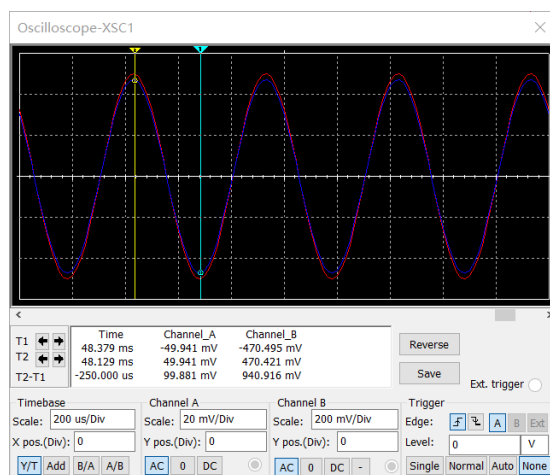 Oscilloscope-XSC1
2 1
T1 Time Channel_A Channel_B
48.379 ms -49.941 mV -470.495 mV
T2 48.129 ms 49.941 mV 470.421 mV
T2-T1 -250.000 us 99.881 mV 940.916 mV
Reverse
Save
Ext. trigger
Timebase Channel A Channel B Trigger
Scale: 200 us/Div Scale: 20 mV/Div Scale: 200 mV/Div Edge: A B Ext
X pos.(Div): 0 Y pos.(Div): 0 Y pos.(Div): 0 Level: 0 V
Y/T Add B/A A/B AC 0 DC AC 0 DC - Single Normal Auto None